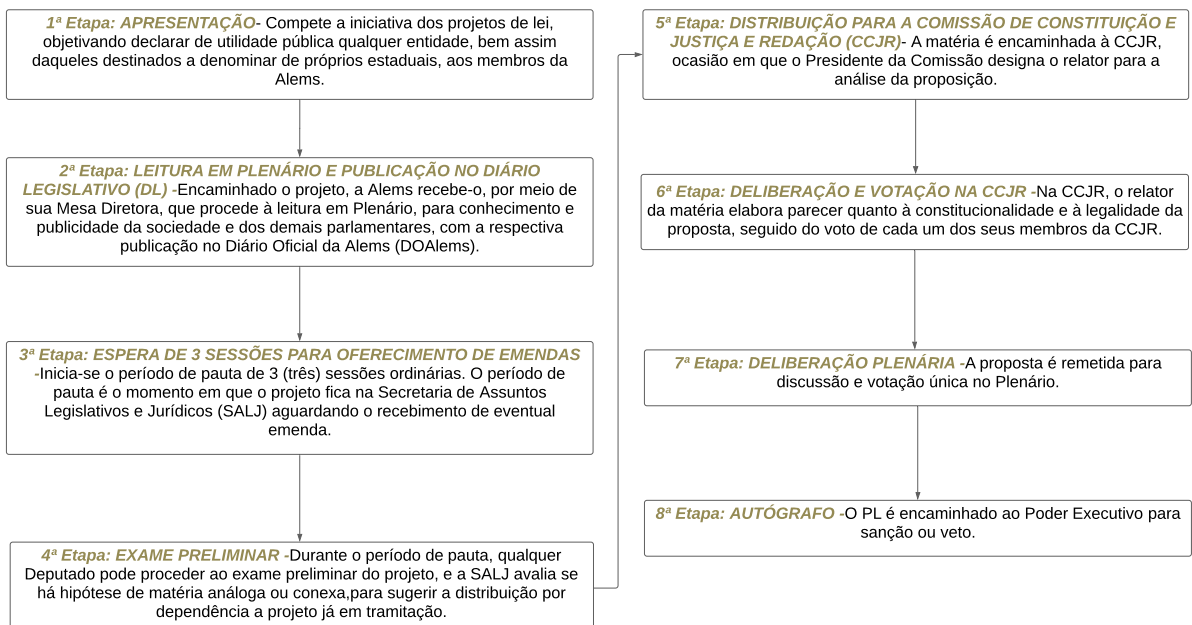 1ª Etapa: APRESENTAÇÃO- Compete a iniciativa dos projetos de lei,
objetivando declarar de utilidade pública qualquer entidade, bem assim
daqueles destinados a denominar de próprios estaduais, aos membros da
Alems.
2ª Etapa: LEITURA EM PLENÁRIO E PUBLICAÇÃO NO DIÁRIO
LEGISLATIVO (DL) -Encaminhado o projeto, a Alems recebe-o, por meio de
sua Mesa Diretora, que procede à leitura em Plenário, para conhecimento e
publicidade da sociedade e dos demais parlamentares, com a respectiva
publicação no Diário Oficial da Alems (DOAlems).
3ª Etapa: ESPERA DE 3 SESSÕES PARA OFERECIMENTO DE EMENDAS
-Inicia-se o período de pauta de 3 (três) sessões ordinárias. O período de
pauta é o momento em que o projeto fica na Secretaria de Assuntos
Legislativos e Jurídicos (SALJ) aguardando o recebimento de eventual
emenda.
4ª Etapa: EXAME PRELIMINAR -Durante o período de pauta, qualquer
Deputado pode proceder ao exame preliminar do projeto, e a SALJ avalia se
há hipótese de matéria análoga ou conexa,para sugerir a distribuição por
dependência a projeto já em tramitação.
5ª Etapa: DISTRIBUIÇÃO PARA A COMISSÃO DE CONSTITUIÇÃO E
JUSTIÇA E REDAÇÃO (CCJR)- A matéria é encaminhada à CCJR,
ocasião em que o Presidente da Comissão designa o relator para a
análise da proposição.
6ª Etapa: DELIBERAÇÃO E VOTAÇÃO NA CCJR -Na CCJR, o relator
da matéria elabora parecer quanto à constitucionalidade e à legalidade da
proposta, seguido do voto de cada um dos seus membros da CCJR.
7ª Etapa: DELIBERAÇÃO PLENÁRIA -A proposta é remetida para
discussão e votação única no Plenário.
8ª Etapa: AUTÓGRAFO -O PL é encaminhado ao Poder Executivo para
sanção ou veto.